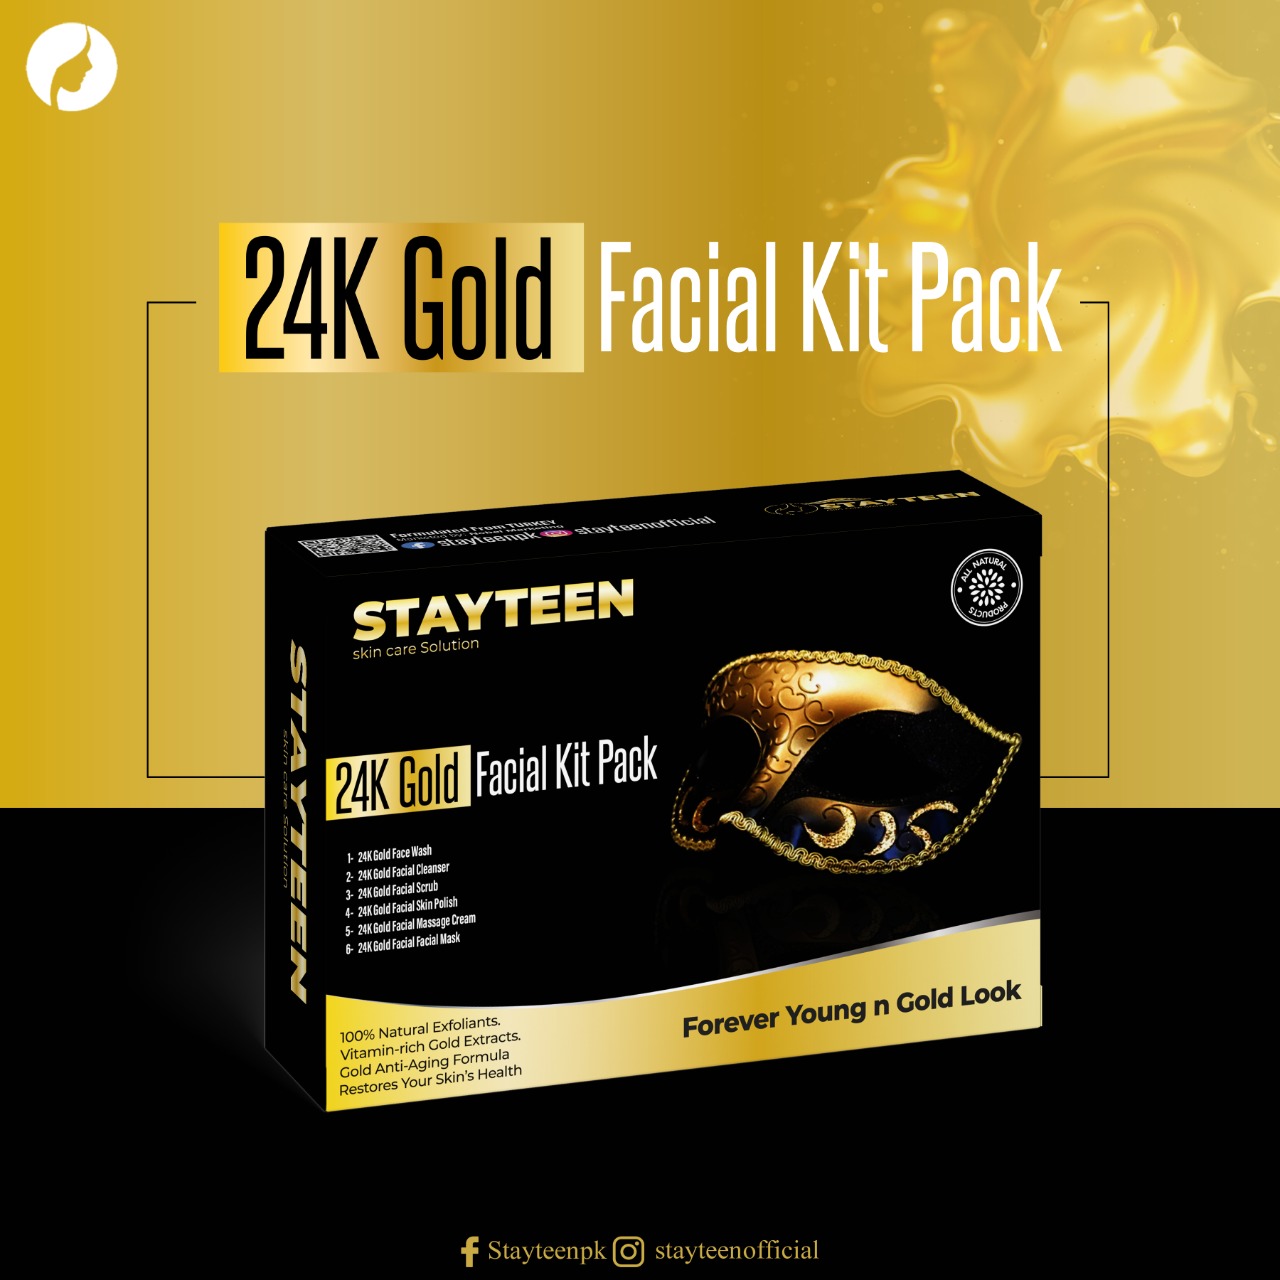 24K Gold Facial Kit Pack
Formulated From TURKEY
stayteenpk stayteenofficial
STAYTEEN
STAYTEEN
skin care Solution
ALL NATURAL
PRODUCTS
STAYTEEN
skin care Solution
24K Gold Facial Kit Pack
1- 24K Gold Face Wash
2- 24K Gold Facial Cleanser
3- 24K Gold Facial Scrub
4- 24K Gold Facial Skin Polish
5- 24K Gold Facial Massage Cream
6- 24K Gold Facial Facial Mask
100% Natural Exfoliants.
Vitamin-rich Gold Extracts.
Gold Anti-Aging Formula
Restores Your Skin's Health
Forever Young n Gold Look
Stayteenpk stayteenofficial